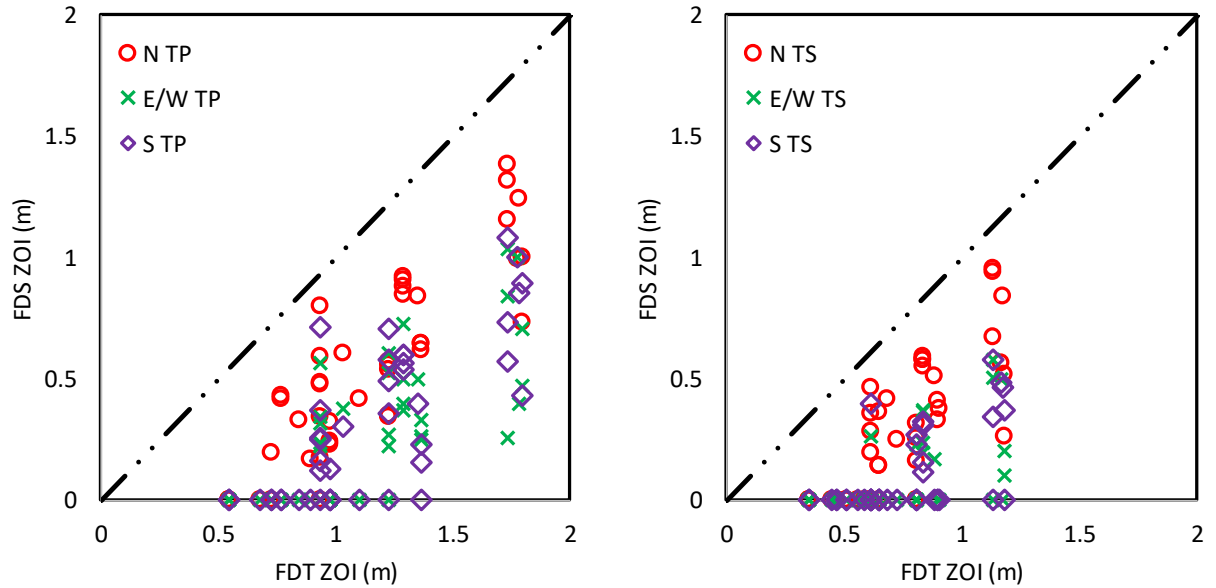 2
1.5
1
0.5
0
FDS ZOI (m)
N TP
E/W TP
S TP
0 0.5 1 1.5 2
FDT ZOI (m)
2
1.5
1
0.5
0
FDS ZOI (m)
N TS
E/W TS
S TS
0 0.5 1 1.5 2
FDT ZOI (m)